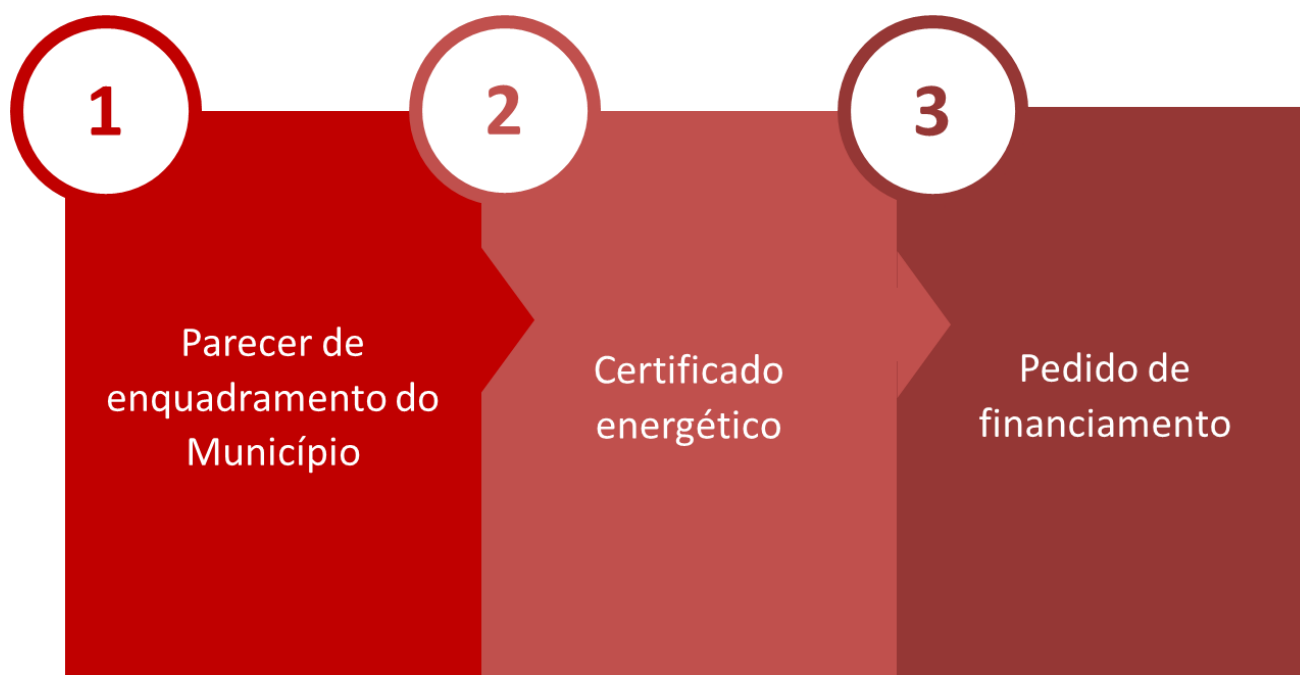 1
Parecer de
enquadramento do
Município
2
Certificado
energético
3
Pedido de
financiamento